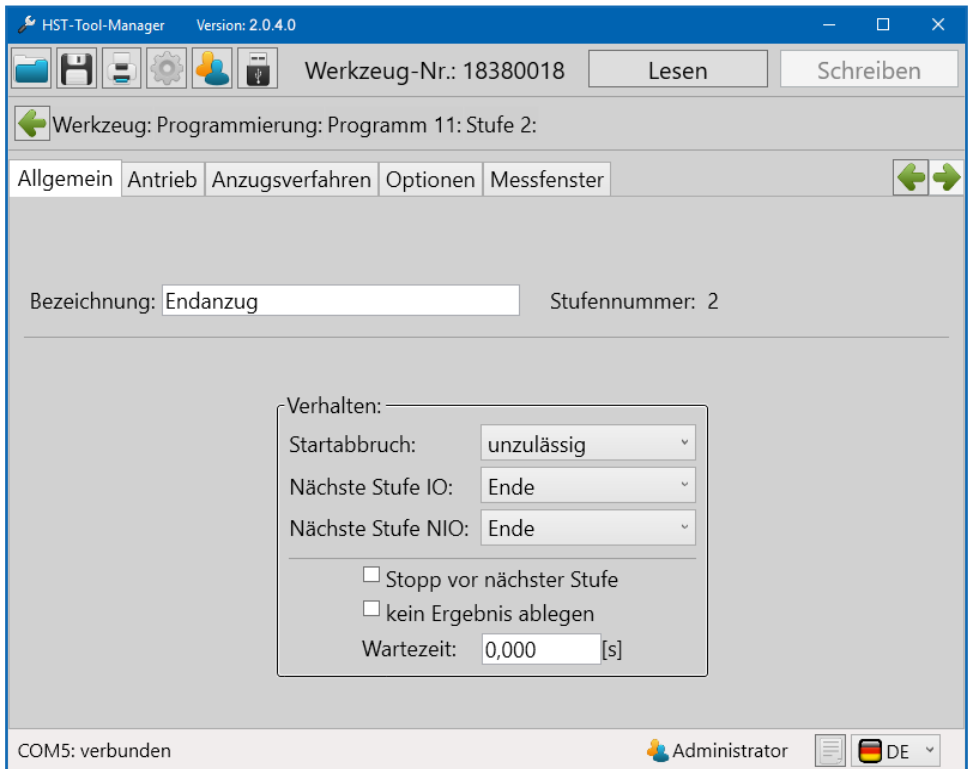 HST-Tool-Manager Version: 2.0.4.0
Werkzeug-Nr.: 18380018 Lesen Schreiben
Werkzeug: Programmierung: Programm 11: Stufe 2:
Allgemein Antrieb Anzugsverfahren Optionen Messfenster
Bezeichnung: Endanzug Stufennummer: 2
Verhalten:
Startabbruch: unzulässig
Nächste Stufe IO: Ende
Nächste Stufe NIO: Ende
Stopp vor nächster Stufe
kein Ergebnis ablegen
Wartezeit: 0,000 [s]
COM5: verbunden Administrator DE